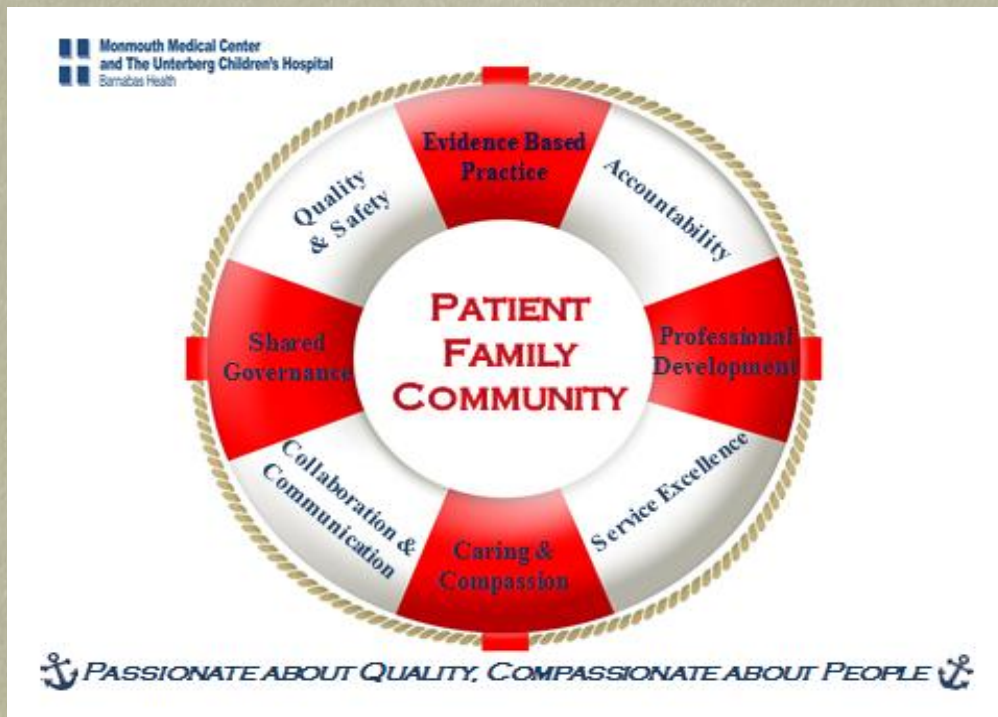 Monmouth Medical Center
and The Unterberg Children's Hospital
Barnabas Health
Evidence Based
Practice
Accountability
Professional
Development
Service Excellence
Caring &
Compassion
Collaboration &
Communication
Shared
Governance
Quality
& Safety
PATIENT
FAMILY
COMMUNITY
PASSIONATE ABOUT QUALITY, COMPASSIONATE ABOUT PEOPLE